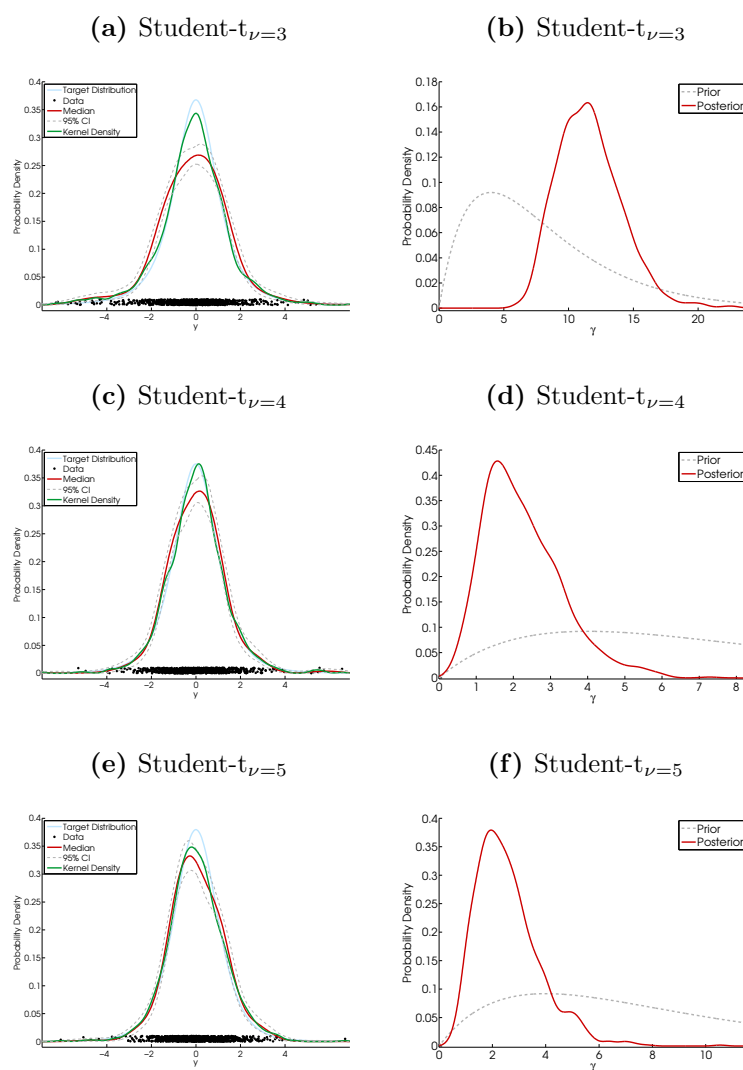 (a) Student-tν=3
(b) Student-tν=3
0.4
0.35
0.3
0.25
0.2
0.15
0.1
0.05
0
−4
−2
0
2
4
y
Probability Density
Target Distribution
Data
Median
95% CI
Kernel Density
0.18
0.16
0.14
0.12
0.1
0.08
0.06
0.04
0.02
0
0
5
10
15
20
γ
Probability Density
Prior
Posterior
(c) Student-tν=4
(d) Student-tν=4
0.4
0.35
0.3
0.25
0.2
0.15
0.1
0.05
0
−4
−2
0
2
4
y
Probability Density
Target Distribution
Data
Median
95% CI
Kernel Density
0.45
0.4
0.35
0.3
0.25
0.2
0.15
0.1
0.05
0
0
1
2
3
4
5
6
7
8
γ
Probability Density
Prior
Posterior
(e) Student-tν=5
(f) Student-tν=5
0.4
0.35
0.3
0.25
0.2
0.15
0.1
0.05
0
−4
−2
0
2
4
y
Probability Density
Target Distribution
Data
Median
95% CI
Kernel Density
0.4
0.35
0.3
0.25
0.2
0.15
0.1
0.05
0
0
2
4
6
8
10
γ
Probability Density
Prior
Posterior